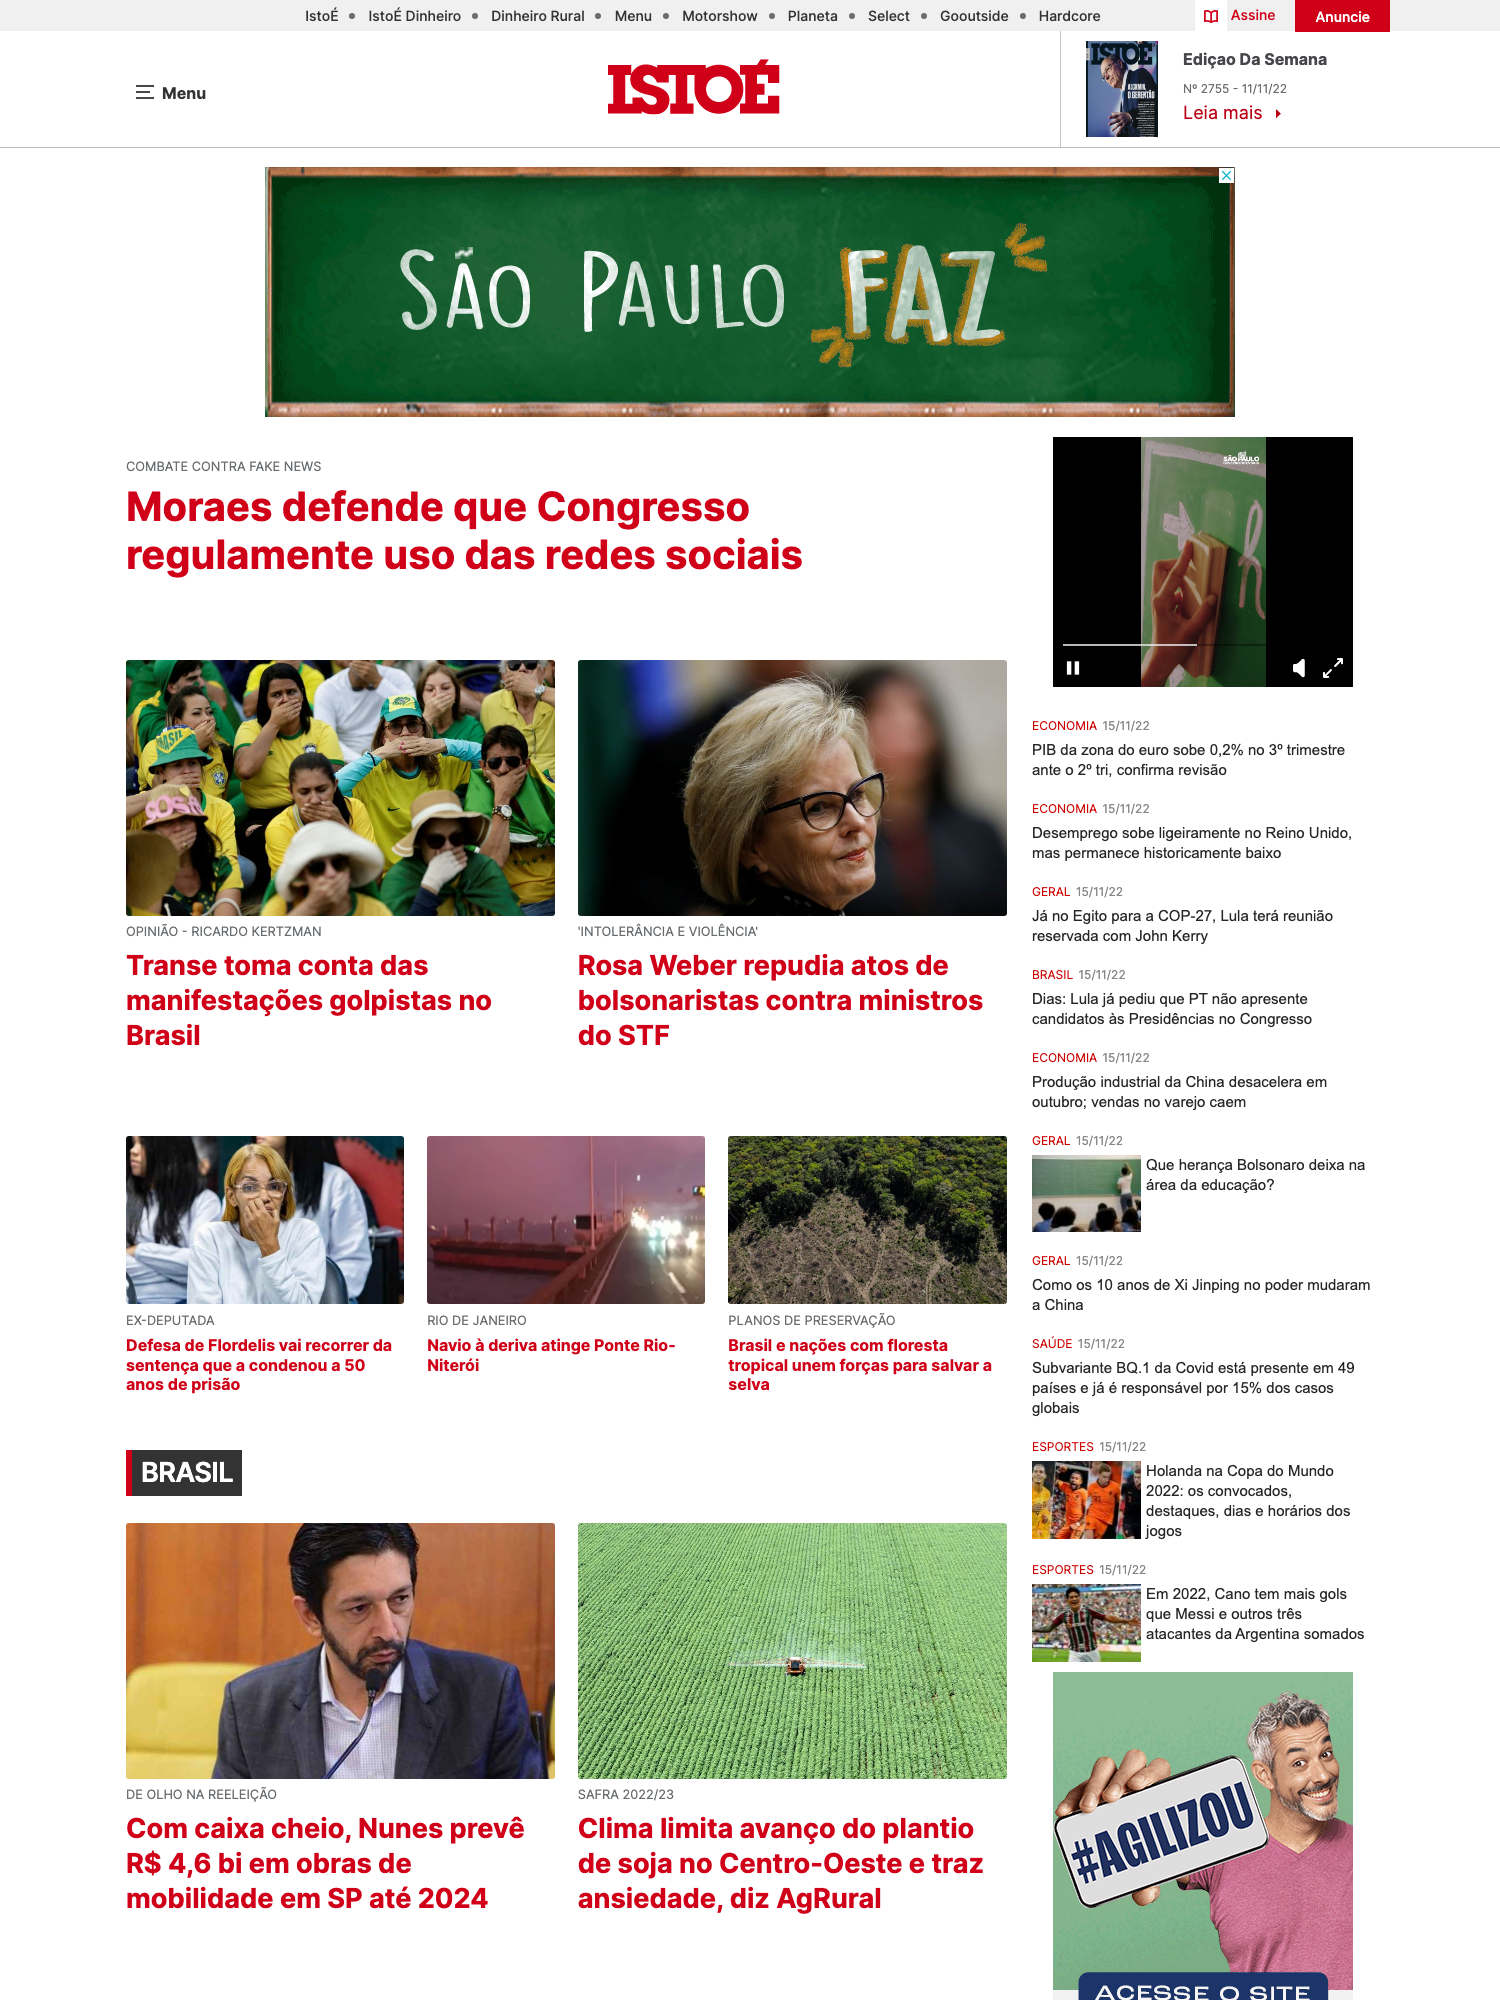 IstoÉ • IstoÉ Dinheiro • Dinheiro Rural • Menu • Motorshow • Planeta • Select • Gooutside • Hardcore
Assine
Anuncie
Menu
ISTOÉ
ISTOÉ
ALCKMIN,
O GERENTÃO
Ediçao Da Semana
Nº 2755 - 11/11/22
Leia mais
SÃO PAULO FAZ
COMBATE CONTRA FAKE NEWS
Moraes defende que Congresso
regulamente uso das redes sociais
SÃO PAULO
OPINIÃO - RICARDO KERTZMAN
Transe toma conta das
manifestações golpistas no
Brasil
'INTOLERÂNCIA E VIOLÊNCIA'
Rosa Weber repudia atos de
bolsonaristas contra ministros
do STF
EX-DEPUTADA
Defesa de Flordelis vai recorrer da
sentença que a condenou a 50
anos de prisão
RIO DE JANEIRO
Navio à deriva atinge Ponte Rio-
Niterói
PLANOS DE PRESERVAÇÃO
Brasil e nações com floresta
tropical unem forças para salvar a
selva
BRASIL
DE OLHO NA REELEIÇÃO
Com caixa cheio, Nunes prevê
R$ 4,6 bi em obras de
mobilidade em SP até 2024
SAFRA 2022/23
Clima limita avanço do plantio
de soja no Centro-Oeste e traz
ansiedade, diz AgRural
ECONOMIA 15/11/22
PIB da zona do euro sobe 0,2% no 3º trimestre
ante o 2º tri, confirma revisão
ECONOMIA 15/11/22
Desemprego sobe ligeiramente no Reino Unido,
mas permanece historicamente baixo
GERAL 15/11/22
Já no Egito para a COP-27, Lula terá reunião
reservada com John Kerry
BRASIL 15/11/22
Dias: Lula já pediu que PT não apresente
candidatos às Presidências no Congresso
ECONOMIA 15/11/22
Produção industrial da China desacelera em
outubro; vendas no varejo caem
GERAL 15/11/22
Que herança Bolsonaro deixa na
área da educação?
GERAL 15/11/22
Como os 10 anos de Xi Jinping no poder mudaram
a China
SAÚDE 15/11/22
Subvariante BQ.1 da Covid está presente em 49
países e já é responsável por 15% dos casos
globais
ESPORTES 15/11/22
Holanda na Copa do Mundo
2022: os convocados,
destaques, dias e horários dos
jogos
ESPORTES 15/11/22
Em 2022, Cano tem mais gols
que Messi e outros três
atacantes da Argentina somados
#AGILIZOU
ACESSE O SITE